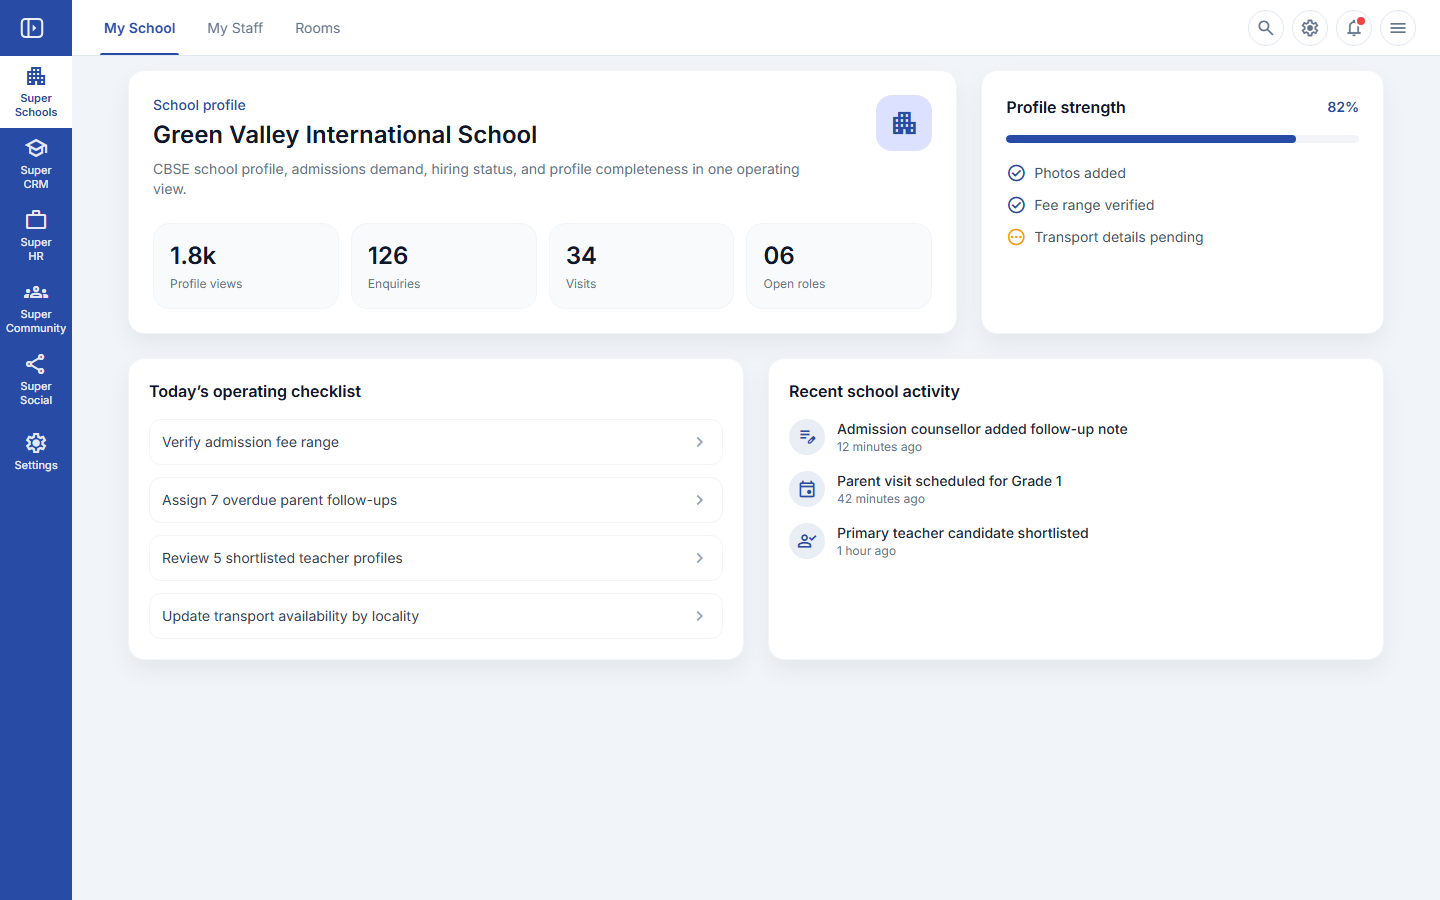 My School
My Staff
Rooms
Super
Schools
Super
CRM
Super
HR
Super
Community
Super
Social
Settings
School profile
Green Valley International School
CBSE school profile, admissions demand, hiring status, and profile completeness in one operating
view.
1.8k
Profile views
126
Enquiries
34
Visits
06
Open roles
Profile strength
82%
Photos added
Fee range verified
Transport details pending
Today’s operating checklist
Verify admission fee range
Assign 7 overdue parent follow-ups
Review 5 shortlisted teacher profiles
Update transport availability by locality
Recent school activity
Admission counsellor added follow-up note
12 minutes ago
Parent visit scheduled for Grade 1
42 minutes ago
Primary teacher candidate shortlisted
1 hour ago